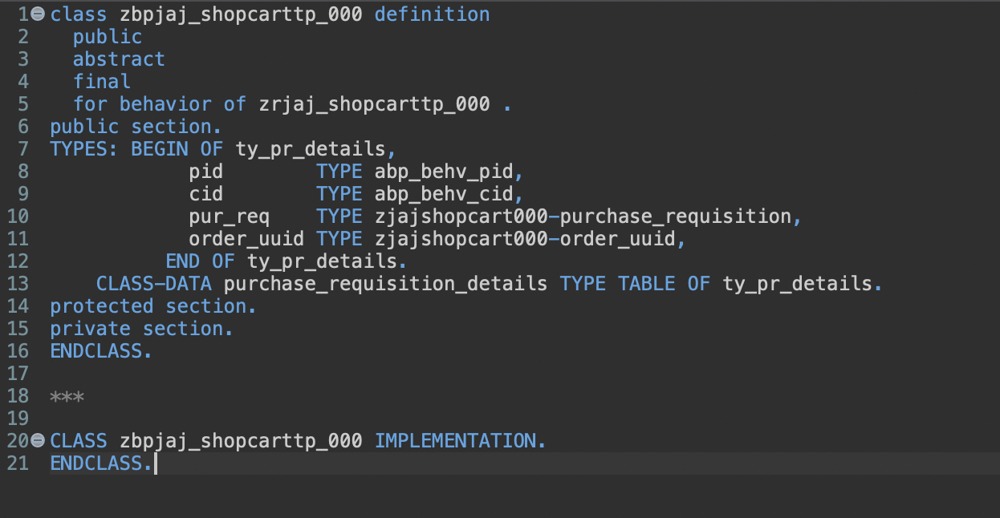 1 class zbpjaj_shopcarttp_000 definition
2   public
3   abstract
4   final
5   for behavior of zrjaj_shopcarttp_000 .
6 public section.
7 TYPES: BEGIN OF ty_pr_details,
8             pid        TYPE abp_behv_pid,
9             cid        TYPE abp_behv_cid,
10             pur_req    TYPE zjajshopcart000-purchase_requisition,
11             order_uuid TYPE zjajshopcart000-order_uuid,
12           END OF ty_pr_details.
13     CLASS-DATA purchase_requisition_details TYPE TABLE OF ty_pr_details.
14 protected section.
15 private section.
16 ENDCLASS.
17
18 ***
19
20 CLASS zbpjaj_shopcarttp_000 IMPLEMENTATION.
21 ENDCLASS.